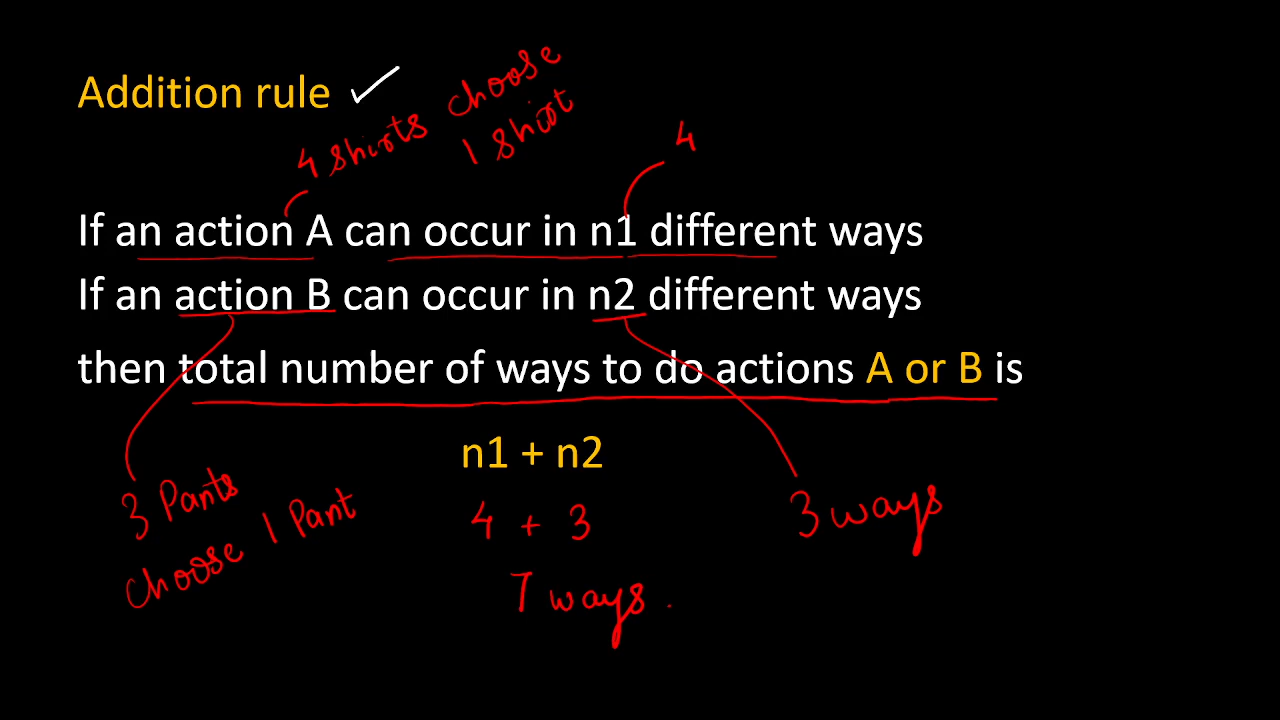 Addition rule
4 shirts choose
1 shirt
4
If an action A can occur in n1 different ways
If an action B can occur in n2 different ways
then total number of ways to do actions A or B is
n1 + n2
3 Pants
choose 1 Pant
4 + 3
3 ways
7 ways.